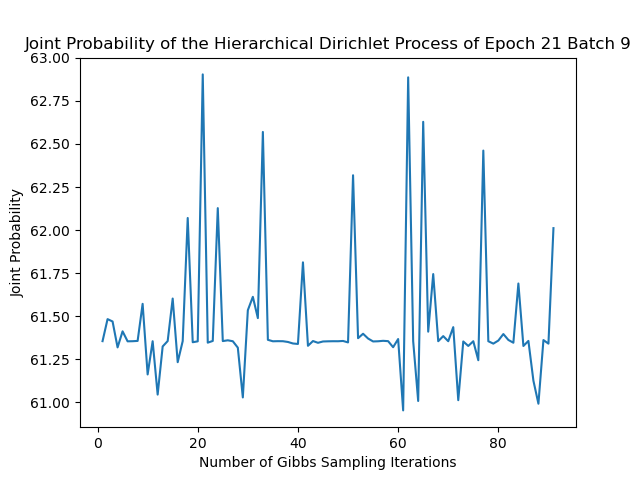 Joint Probability of the Hierarchical Dirichlet Process of Epoch 21 Batch 9
63.00
62.75
62.50
62.25
62.00
61.75
61.50
61.25
61.00
Joint Probability
0 20 40 60 80
Number of Gibbs Sampling Iterations